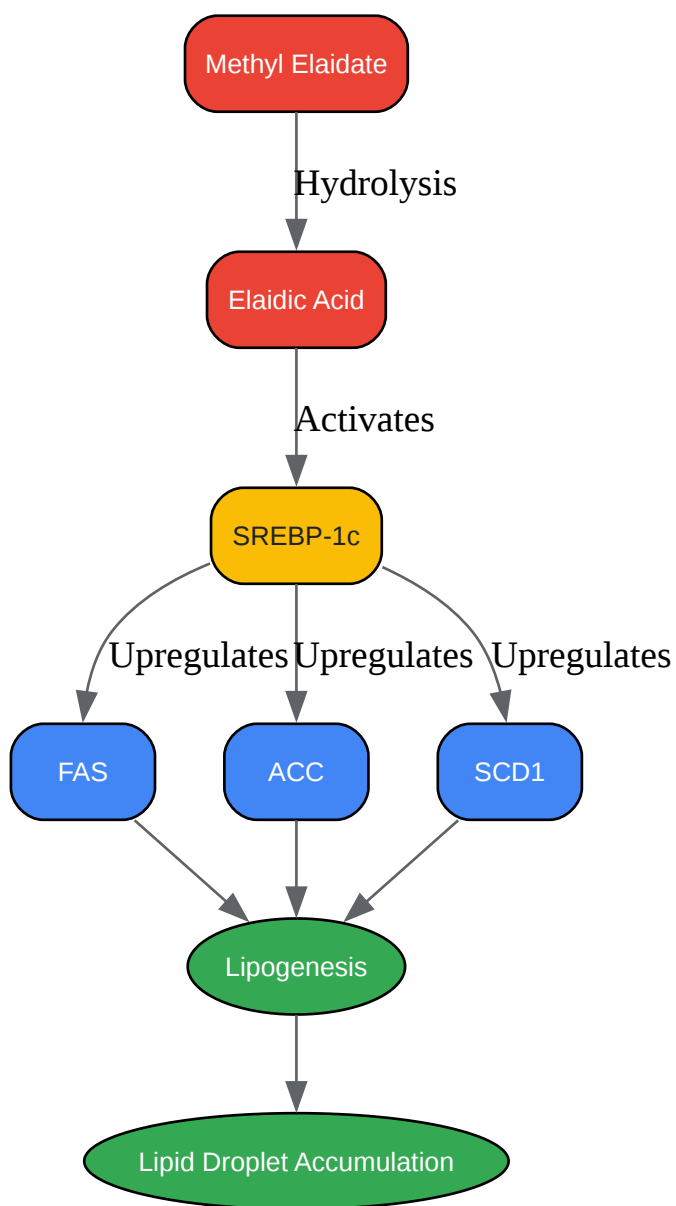 Methyl Elaidate
Hydrolysis
Elaidic Acid
Activates
SREBP-1c
Upregulates Upregulates Upregulates
FAS ACC SCD1
Lipogenesis
Lipid Droplet Accumulation